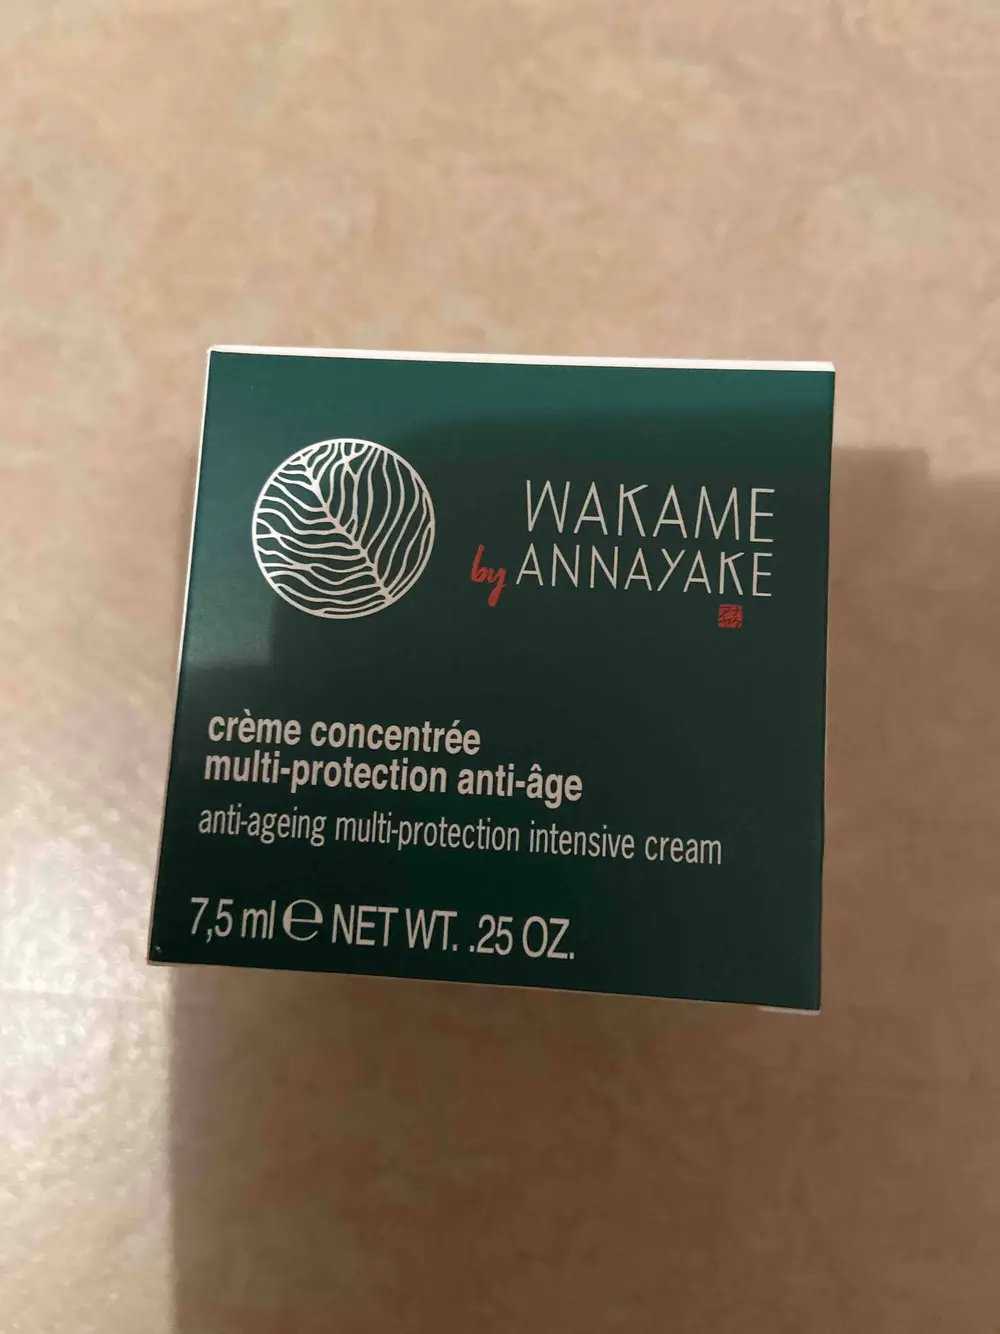 WAKAME
by ANNAYAKE
crème concentrée
multi-protection anti-âge
anti-ageing multi-protection intensive cream
7,5 ml ℮ NET WT. .25 OZ.